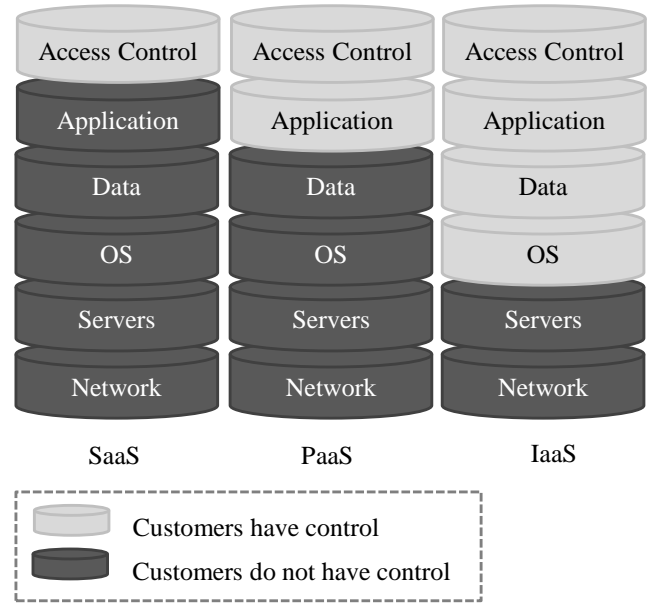 Access Control Access Control Access Control
Application Application Application
Data Data Data
OS OS OS
Servers Servers Servers
Network Network Network
SaaS PaaS IaaS
Customers have control
Customers do not have control